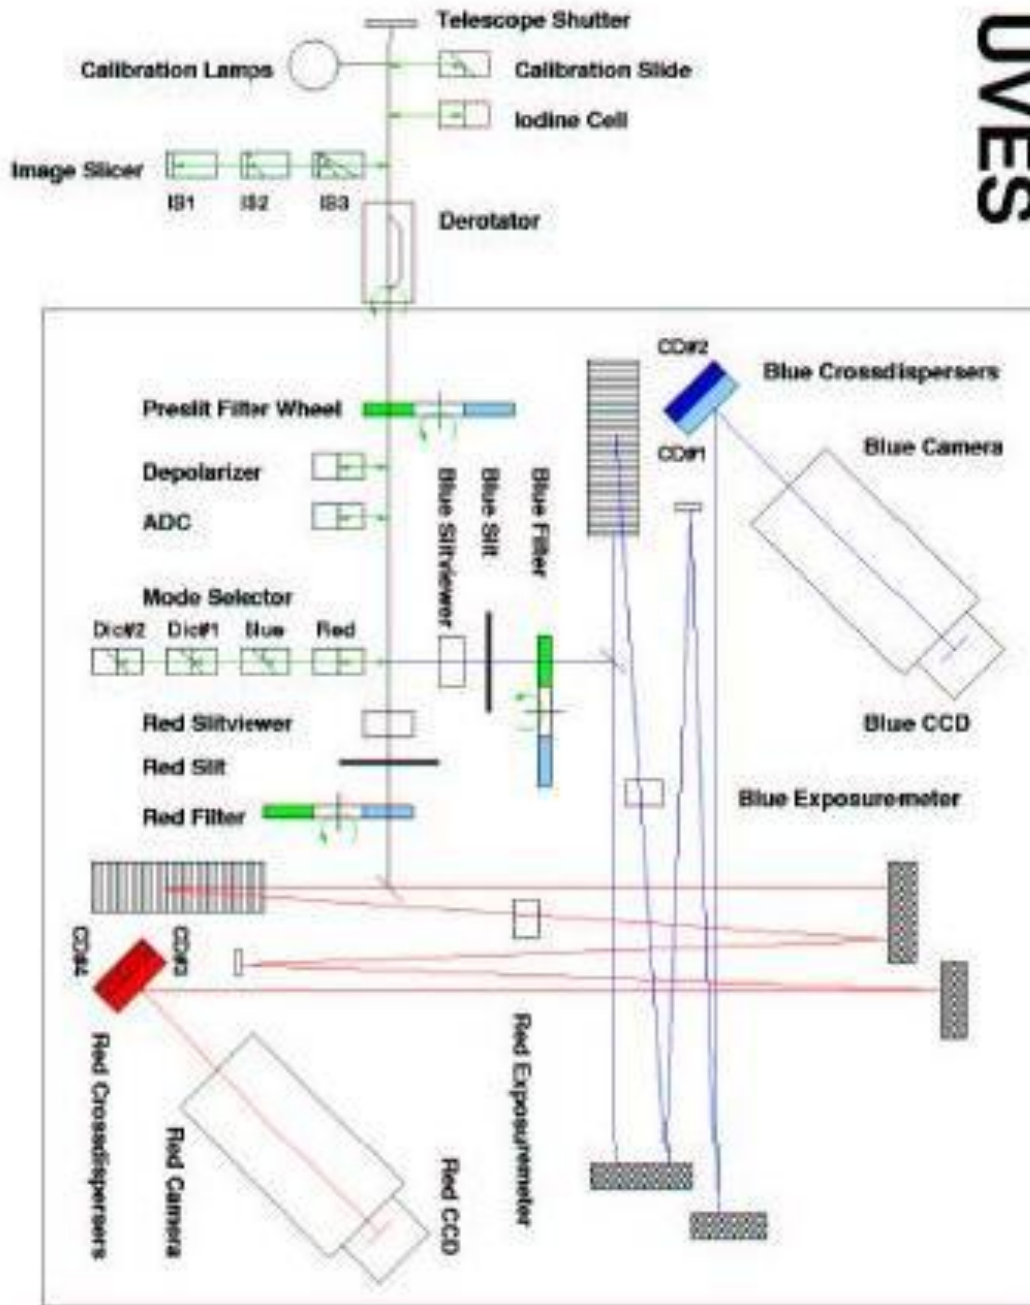 UVES
Telescope Shutter
Calibration Lamps
Calibration Slide
Iodine Cell
Image Slicer
IS1
IS2
IS3
Derotator
CD#2
Blue Crossdispersers
Preslit Filter Wheel
CD#1
Blue Camera
Depolarizer
ADC
Blue Slitviewer
Blue Slit
Blue Filter
Mode Selector
Dic#2
Dic#1
Blue
Red
Red Slitviewer
Blue CCD
Red Slit
Blue Exposuremeter
Red Filter
CD#4
CD#3
Red Crossdispersers
Red Camera
Red CCD
Red Exposuremeter